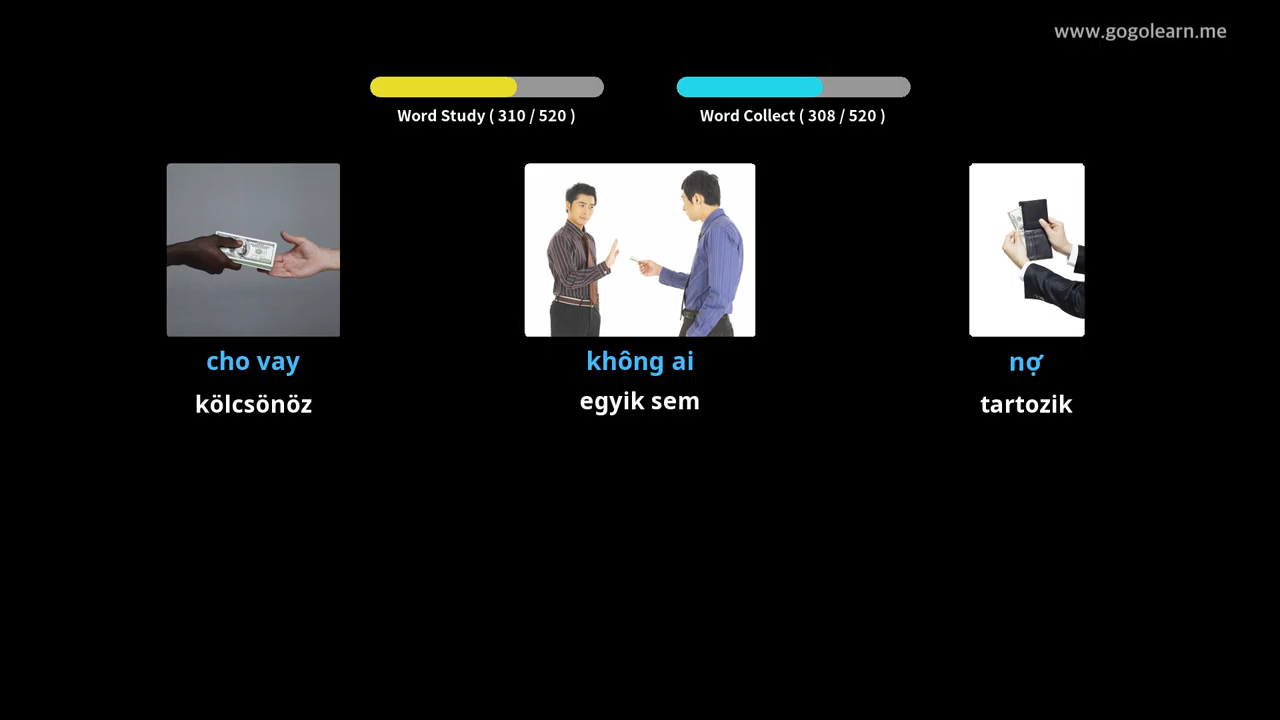 www.gogolearn.me
Word Study ( 310 / 520 )
Word Collect ( 308 / 520 )
cho vay
không ai
nợ
kölcsönöz
egyik sem
tartozik